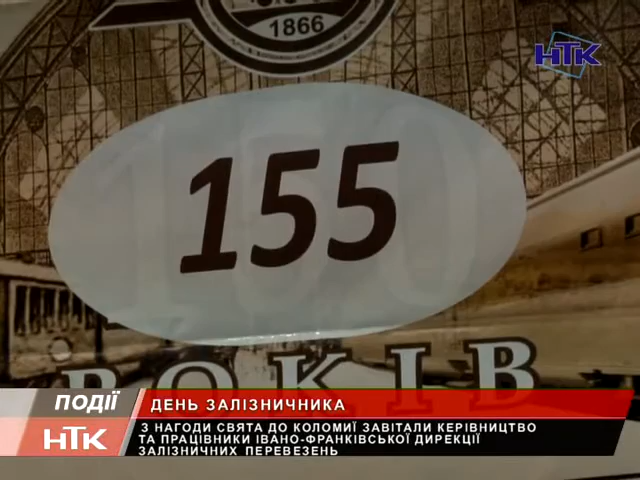 1866
НТК
155
150
РОКІВ
ПОДІЇ
ДЕНЬ ЗАЛІЗНИЧНИКА
НТК
З НАГОДИ СВЯТА ДО КОЛОМИЇ ЗАВІТАЛИ КЕРІВНИЦТВО
ТА ПРАЦІВНИКИ ІВАНО-ФРАНКІВСЬКОЇ ДИРЕКЦІЇ
ЗАЛІЗНИЧНИХ ПЕРЕВЕЗЕНЬ